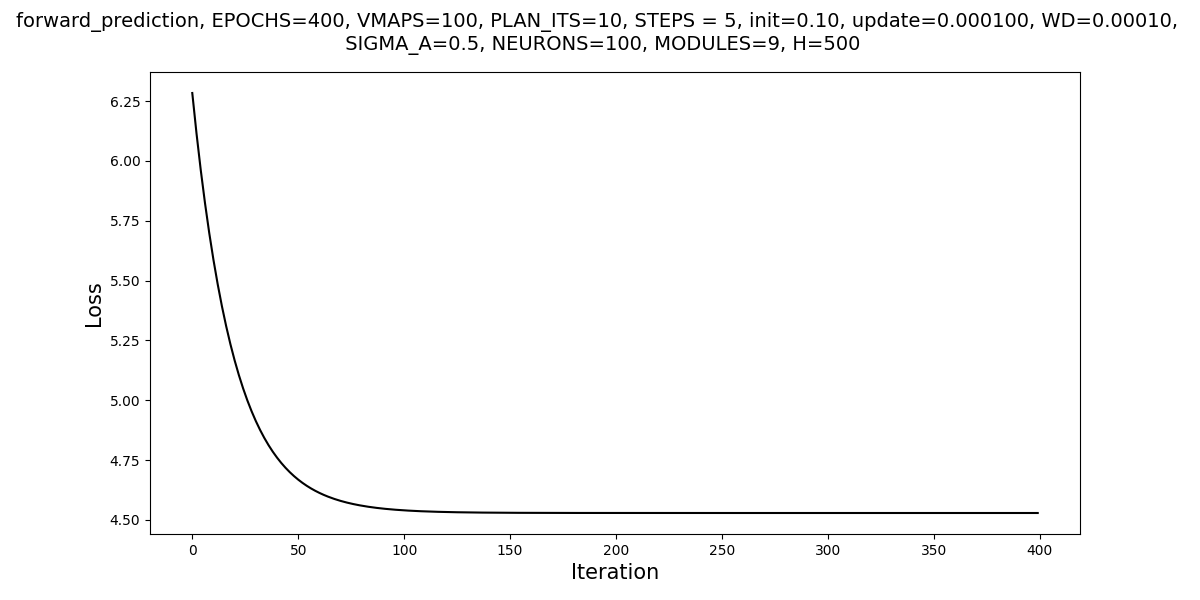 forward_prediction, EPOCHS=400, VMAPS=100, PLAN_ITS=10, STEPS = 5, init=0.10, update=0.000100, WD=0.00010,
SIGMA_A=0.5, NEURONS=100, MODULES=9, H=500
6.25
6.00
5.75
5.50
5.25
5.00
4.75
4.50
Loss
0 50 100 150 200 250 300 350 400
Iteration